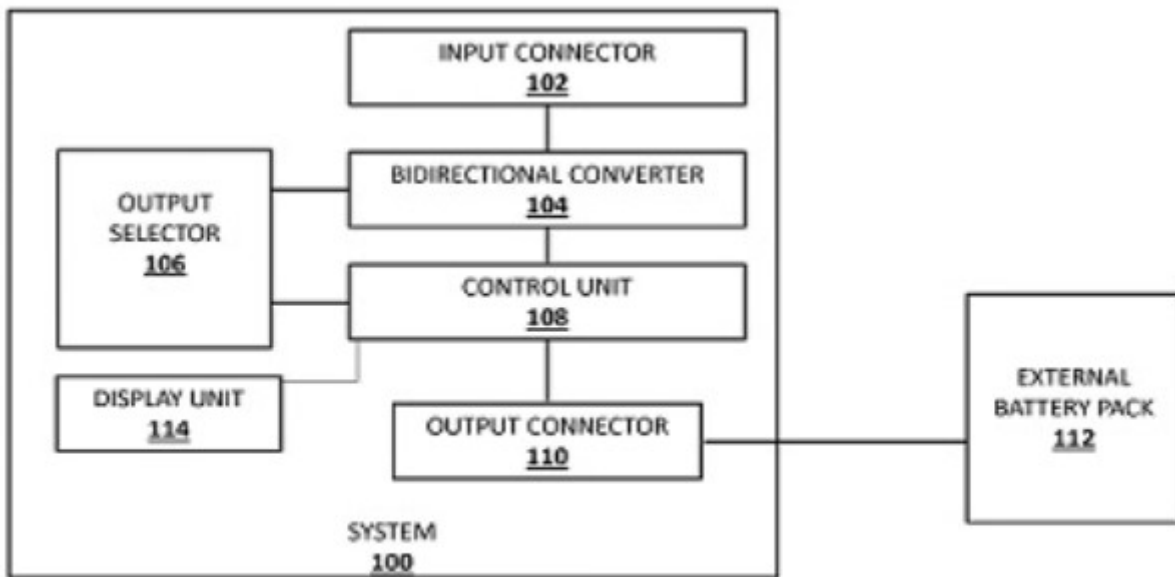 INPUT CONNECTOR
102
BIDIRECTIONAL CONVERTER
104
OUTPUT
SELECTOR
106
CONTROL UNIT
108
DISPLAY UNIT
114
OUTPUT CONNECTOR
110
EXTERNAL
BATTERY PACK
112
SYSTEM
100